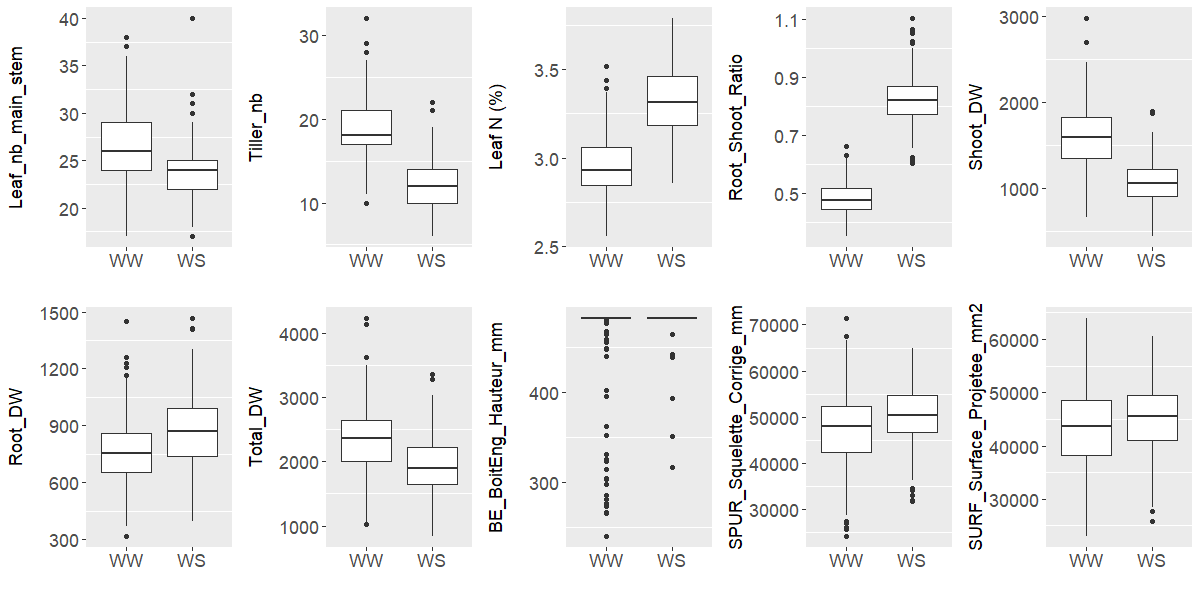 Leaf_nb_main_stem
40
35
30
25
20
WW WS
Tiller_nb
30
20
10
WW WS
Leaf N (%)
3.5
3.0
2.5
WW WS
Root_Shoot_Ratio
1.1
0.9
0.7
0.5
WW WS
Shoot_DW
3000
2000
1000
WW WS
Root_DW
1500
1200
900
600
300
WW WS
Total_DW
4000
3000
2000
1000
WW WS
BE_BoitEng_Hauteur_mm
400
300
WW WS
SPUR_Squelette_Corrige_mm
70000
60000
50000
40000
30000
WW WS
SURF_Surface_Projetee_mm2
60000
50000
40000
30000
WW WS